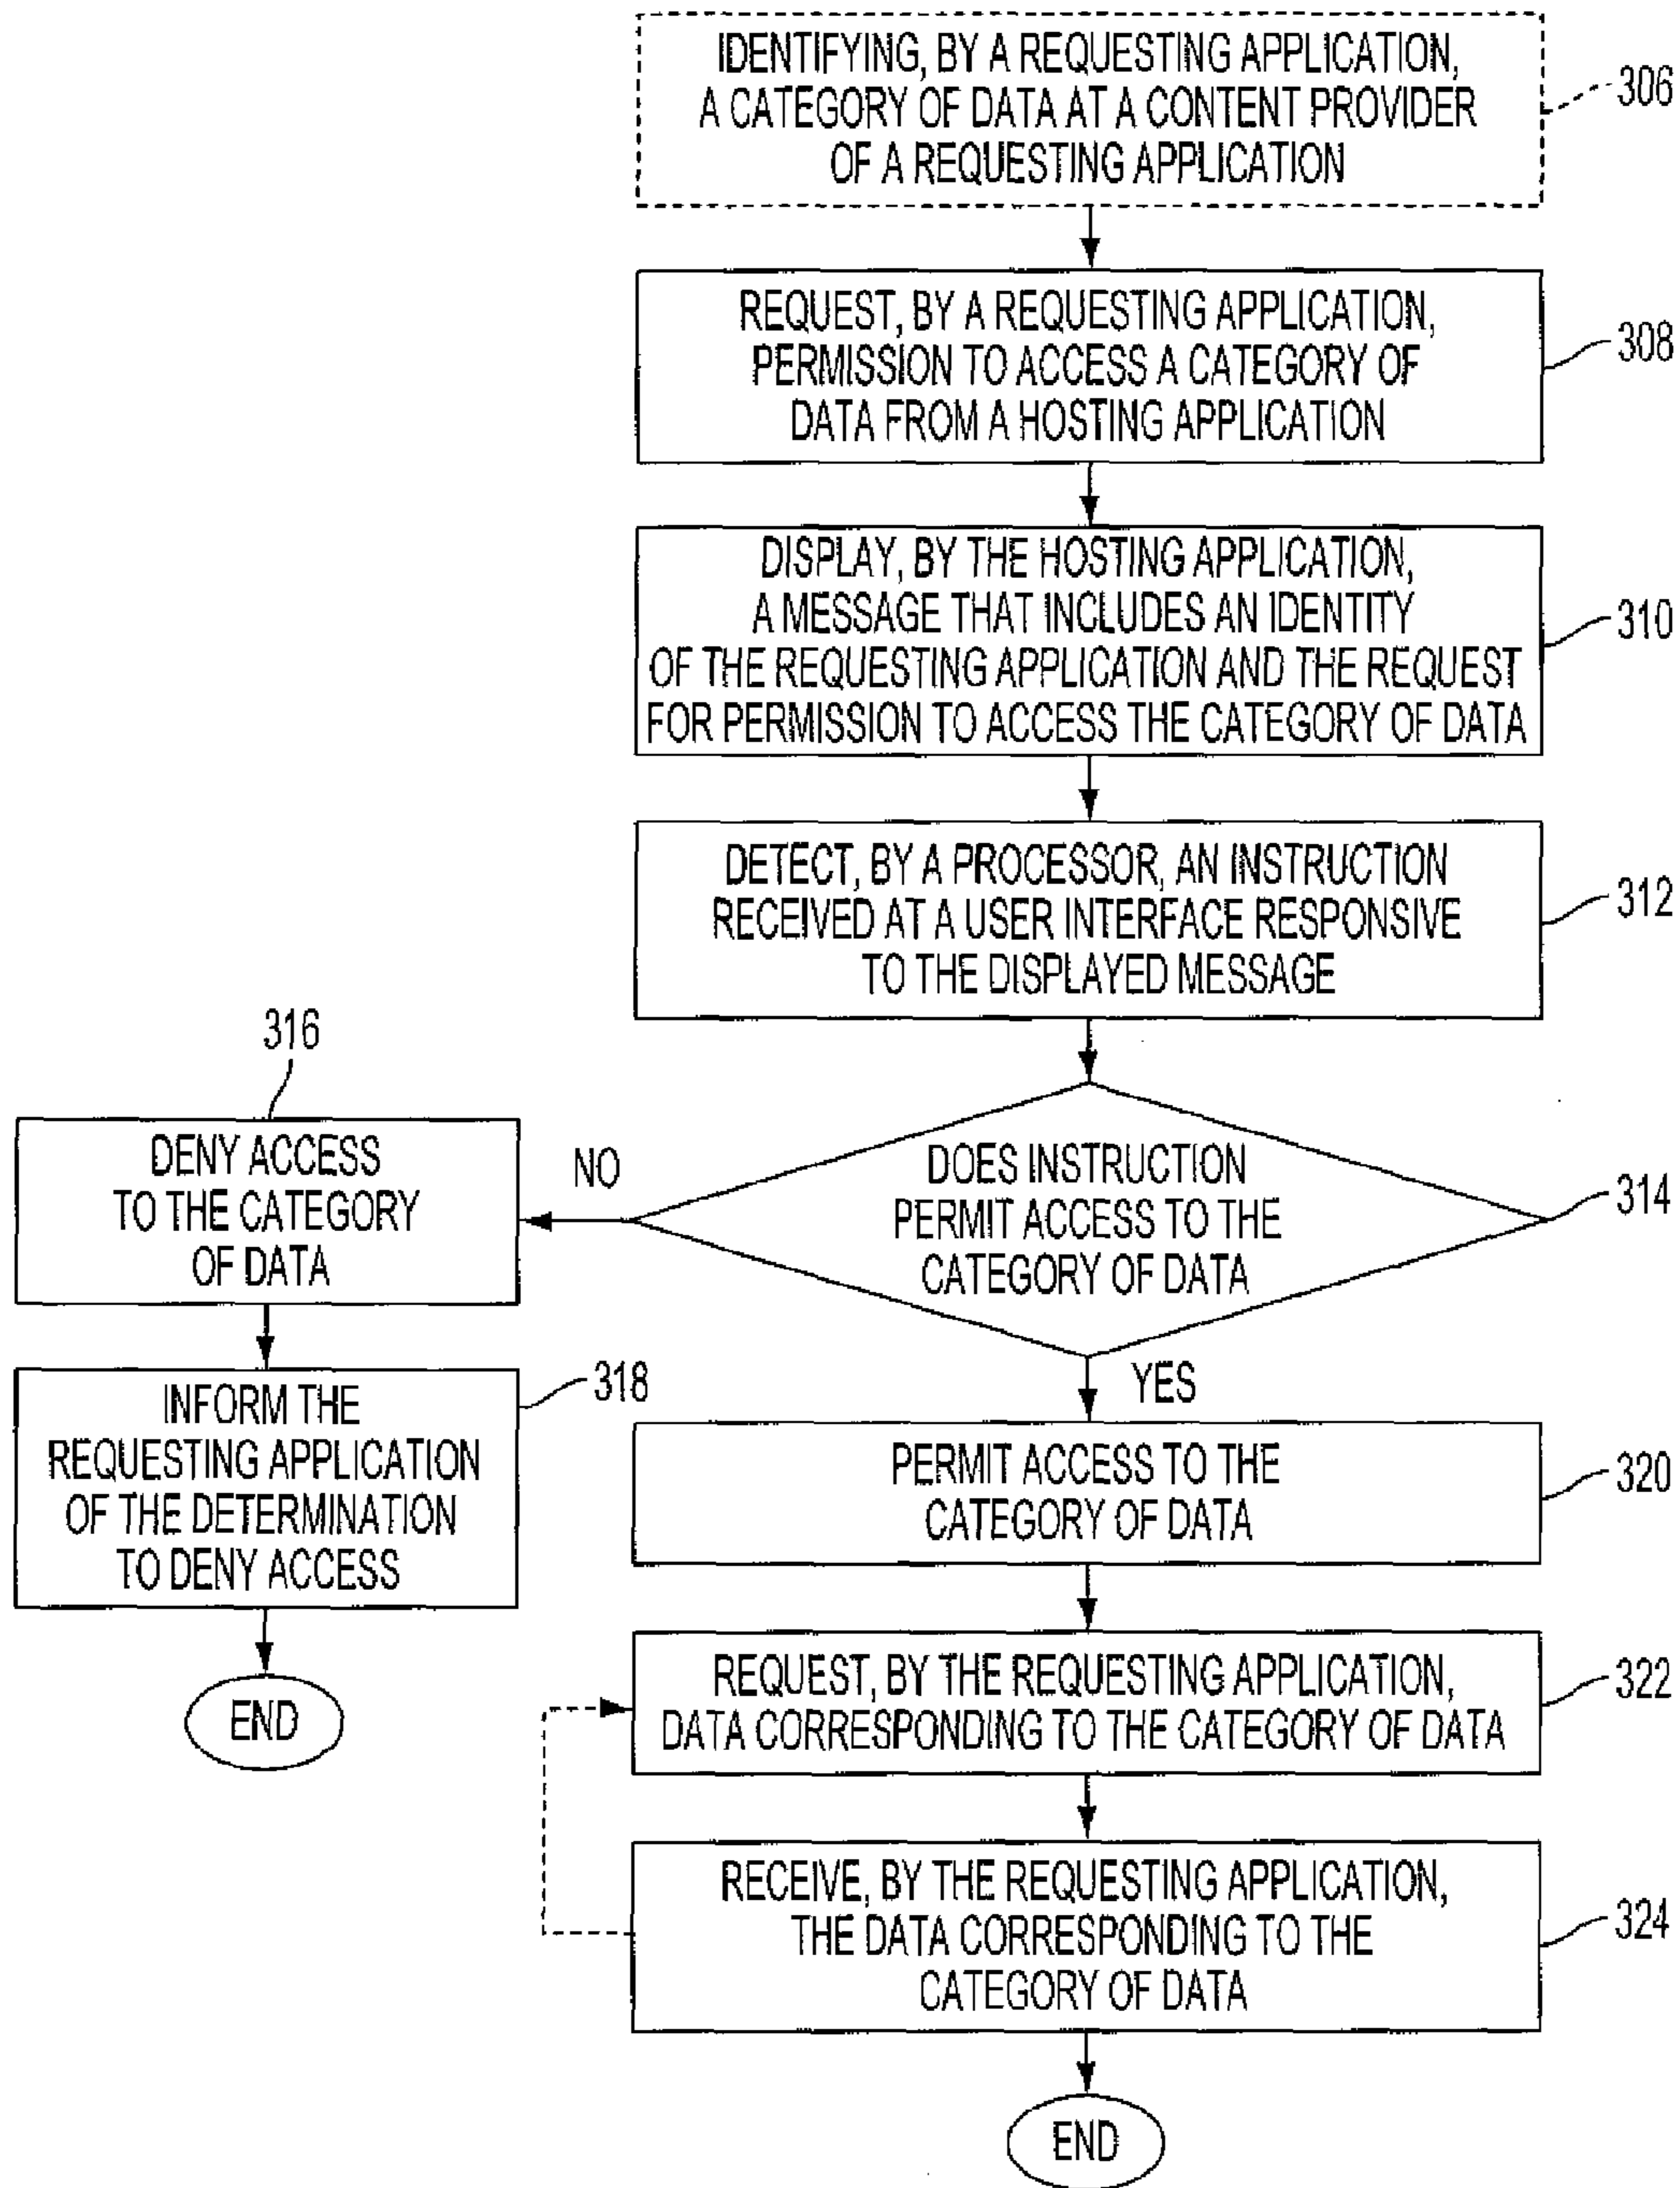 IDENTIFYING, BY A REQUESTING APPLICATION,
A CATEGORY OF DATA AT A CONTENT PROVIDER
OF A REQUESTING APPLICATION
306
REQUEST, BY A REQUESTING APPLICATION,
PERMISSION TO ACCESS A CATEGORY OF
DATA FROM A HOSTING APPLICATION
308
DISPLAY, BY THE HOSTING APPLICATION,
A MESSAGE THAT INCLUDES AN IDENTITY
OF THE REQUESTING APPLICATION AND THE REQUEST
FOR PERMISSION TO ACCESS THE CATEGORY OF DATA
310
DETECT, BY A PROCESSOR, AN INSTRUCTION
RECEIVED AT A USER INTERFACE RESPONSIVE
TO THE DISPLAYED MESSAGE
312
DOES INSTRUCTION
PERMIT ACCESS TO THE
CATEGORY OF DATA
314
NO
316
DENY ACCESS
TO THE CATEGORY
OF DATA
INFORM THE
REQUESTING APPLICATION
OF THE DETERMINATION
TO DENY ACCESS
318
END
YES
PERMIT ACCESS TO THE
CATEGORY OF DATA
320
REQUEST, BY THE REQUESTING APPLICATION,
DATA CORRESPONDING TO THE CATEGORY OF DATA
322
RECEIVE, BY THE REQUESTING APPLICATION,
THE DATA CORRESPONDING TO THE
CATEGORY OF DATA
324
END